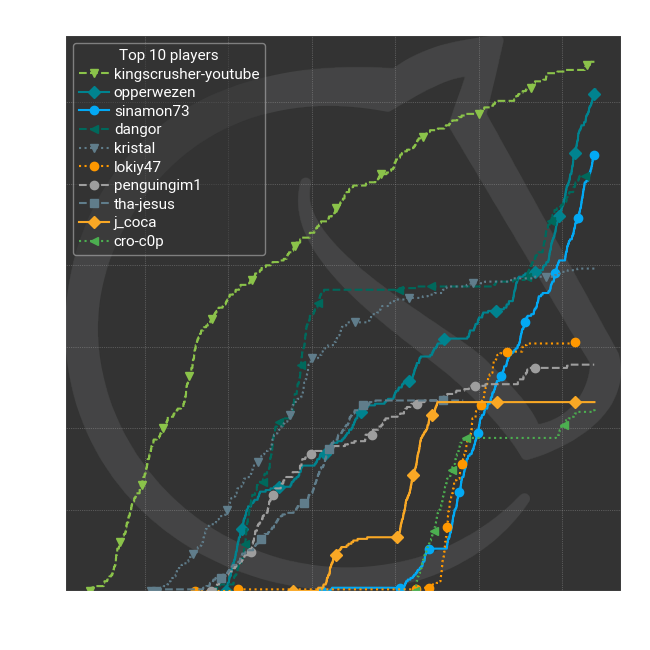 Top 10 players
kingscrusher-youtube
opperwezen
sinamon73
dangor
kristal
lokiy47
penguingim1
tha-jesus
j_coca
cro-c0p